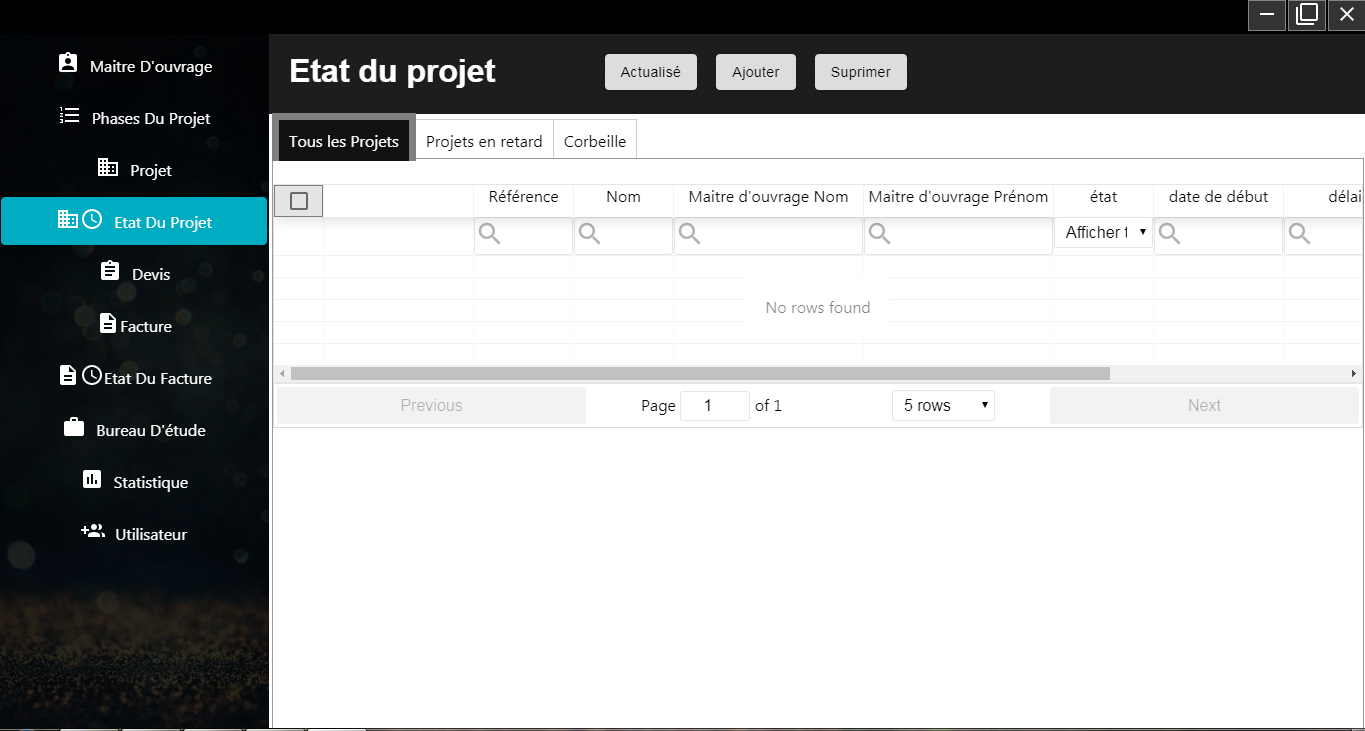 Maitre D'ouvrage
Phases Du Projet
Projet
Etat Du Projet
Devis
Facture
Etat Du Facture
Bureau D'étude
Statistique
Utilisateur
Etat du projet
Actualisé
Ajouter
Suprimer
Tous les Projets
Projets en retard
Corbeille
Référence
Nom
Maitre d'ouvrage Nom
Maitre d'ouvrage Prénom
état
date de début
délai
Afficher t
No rows found
Previous
Page 1 of 1
5 rows
Next